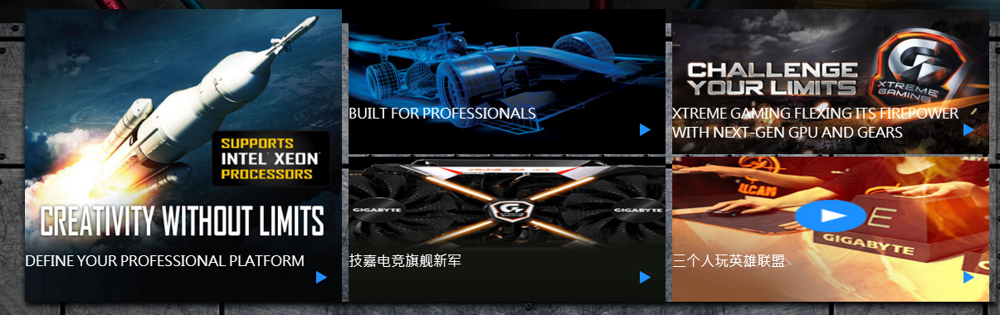 SUPPORTS
INTEL® XEON®
PROCESSORS
CREATIVITY WITHOUT LIMITS
DEFINE YOUR PROFESSIONAL PLATFORM
BUILT FOR PROFESSIONALS
CHALLENGE
YOUR LIMITS
XTREME
GAMING
XTREME GAMING FLEXING ITS FIREPOWER
WITH NEXT-GEN GPU AND GEARS
GIGABYTE
GIGABYTE
技嘉电竞旗舰新军
GIGABYTE
三个人玩英雄联盟